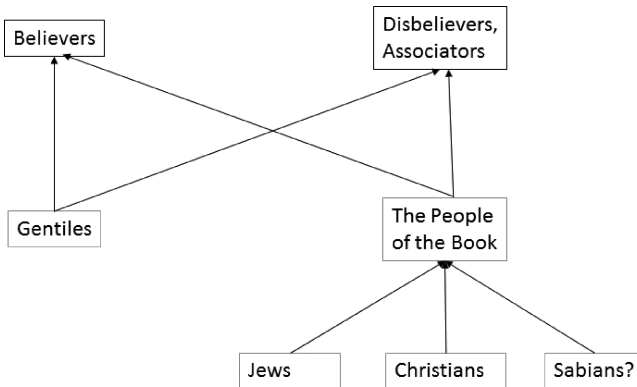 Believers
Disbelievers,
Associators
Gentiles
The People
of the Book
Jews
Christians
Sabians?